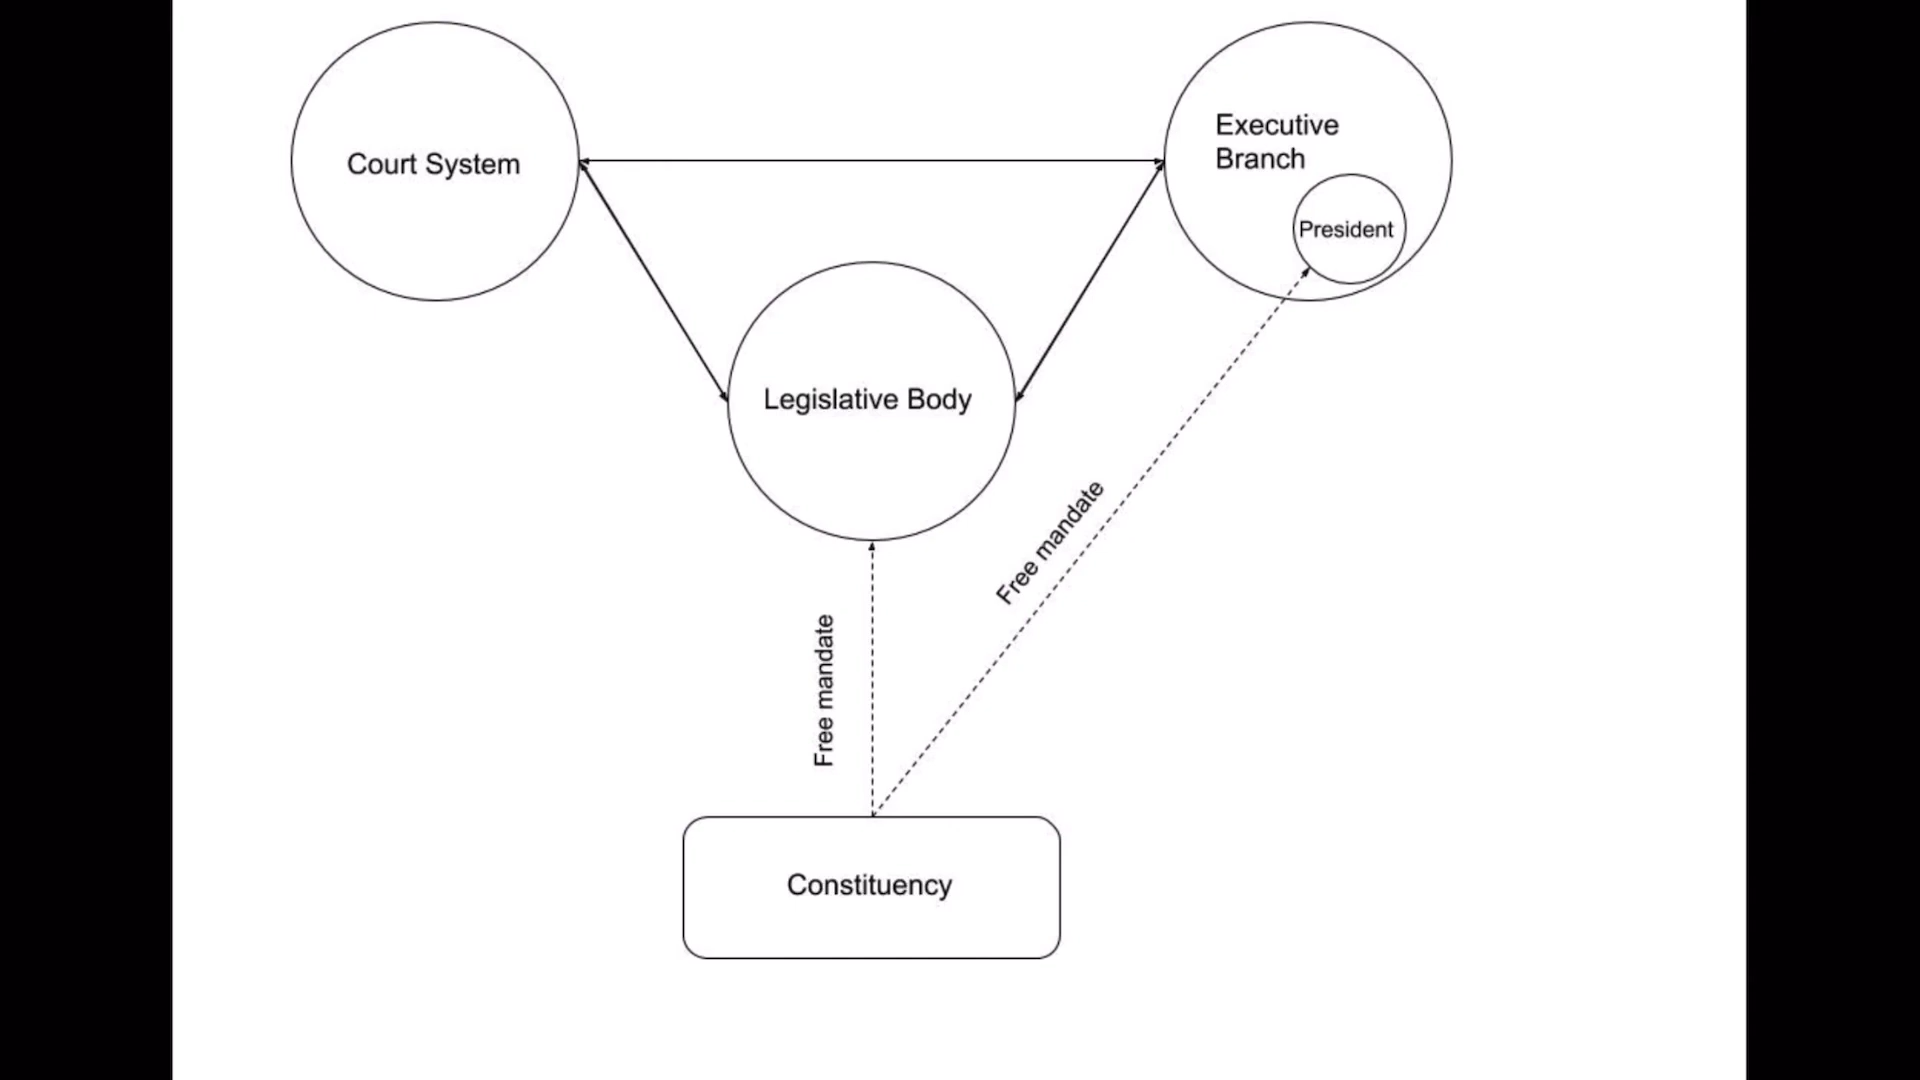 Court System
Executive
Branch
President
Legislative Body
Free mandate
Free mandate
Constituency